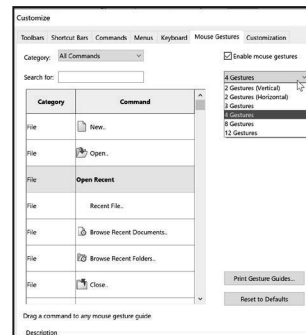 Customize
Toolbars Shortcut Bars Commands Menus Keyboard Mouse Gestures Customization
Category: All Commands
Enable mouse gestures
Search for:
4 Gestures
2 Gestures (Vertical)
2 Gestures (Horizontal)
3 Gestures
4 Gestures
8 Gestures
12 Gestures
Category Command
File New..
File Open..
File Open Recent
File Recent File..
File Browse Recent Documents..
File Browse Recent Folders..
File Close..
Print Gesture Guides...
Reset to Defaults
Drag a command to any mouse gesture guide
Description